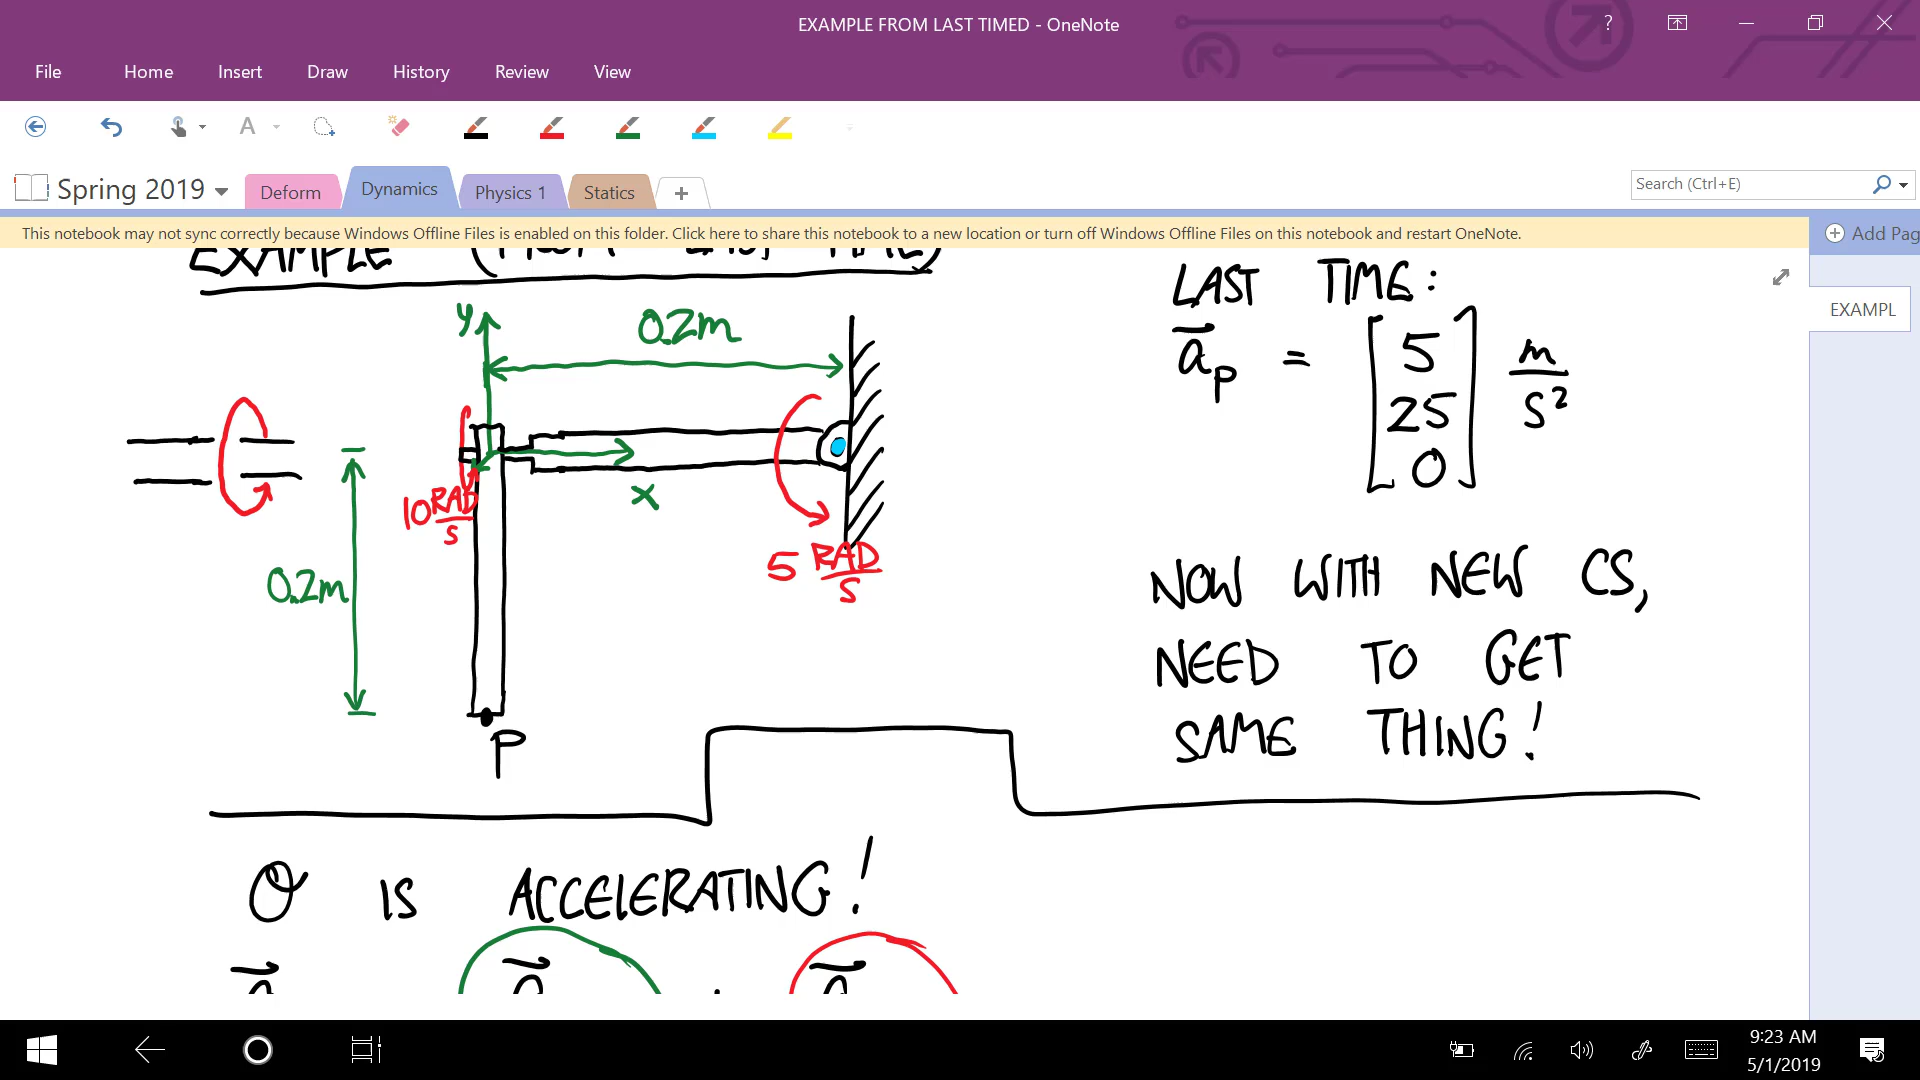 EXAMPLE FROM LAST TIMED - OneNote
?
File Home Insert Draw History Review View
A
Spring 2019 Deform Dynamics Physics 1 Statics +
Search (Ctrl+E)
This notebook may not sync correctly because Windows Offline Files is enabled on this folder. Click here to share this notebook to a new location or turn off Windows Offline Files on this notebook and restart OneNote.
Add Pag
EXAMPL
EXAMPLE (FROM LAST TIME)
y
0.2m
x
10 RAD/S
5 RAD/S
0.2m
P
LAST TIME:
a⃗P = [5 25 0] m/s²
NOW WITH NEW CS,
NEED TO GET
SAME THING!
O IS ACCELERATING!
9:23 AM
5/1/2019